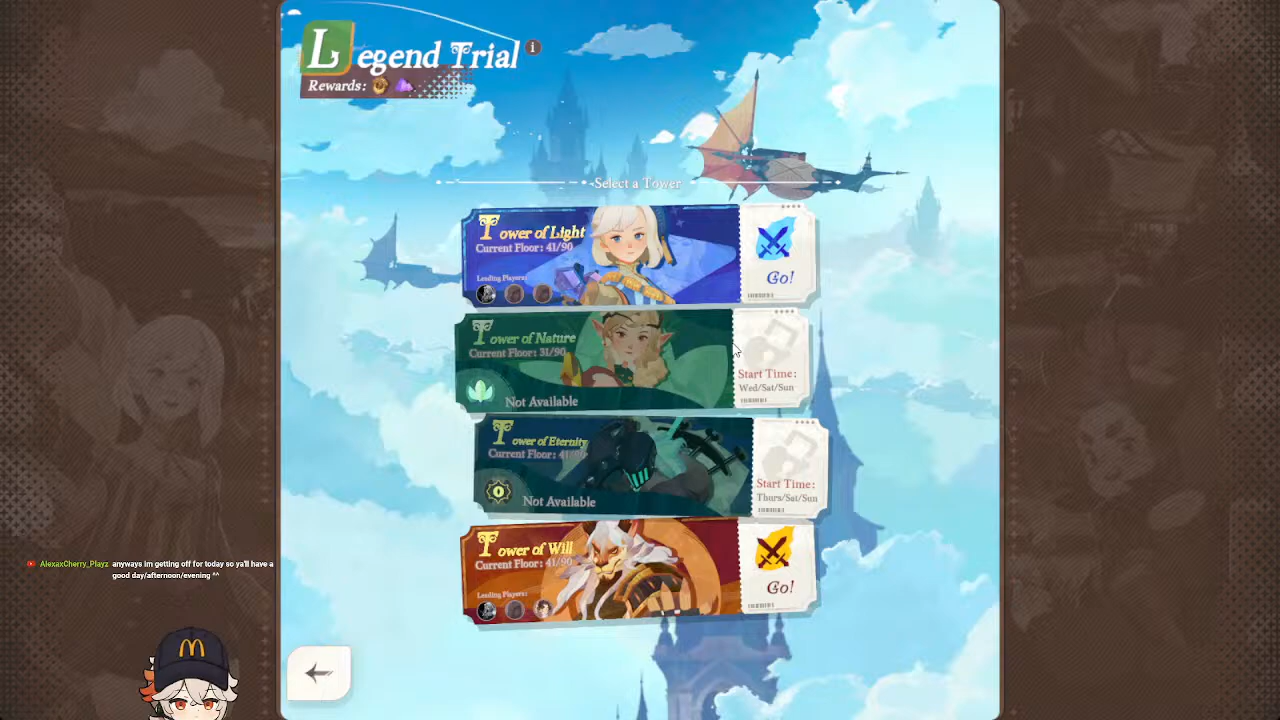 Legend Trial
Rewards:
Select a Tower
Tower of Light
Current Floor: 41/90
Leading Players:
Go!
Tower of Nature
Current Floor: 31/90
Not Available
Start Time:
Wed/Sat/Sun
Tower of Eternity
Current Floor: 41/90
Not Available
Start Time:
Thurs/Sat/Sun
Tower of Will
Current Floor: 41/90
Leading Players:
Go!
AlexaxCherry_Playz anyways im getting off for today so ya'll have a
good day/afternoon/evening ^^